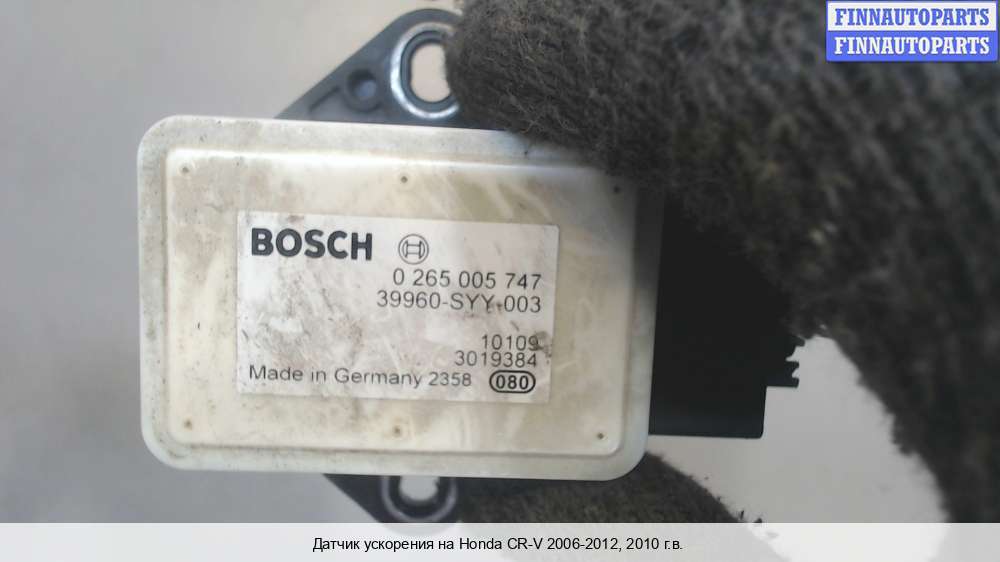 FINNAUTOPARTS
FINNAUTOPARTS
BOSCH
0 265 005 747
39960-SYY-003
10109
3019384
Made in Germany 2358 080
Датчик ускорения на Honda CR-V 2006-2012, 2010 г.в.